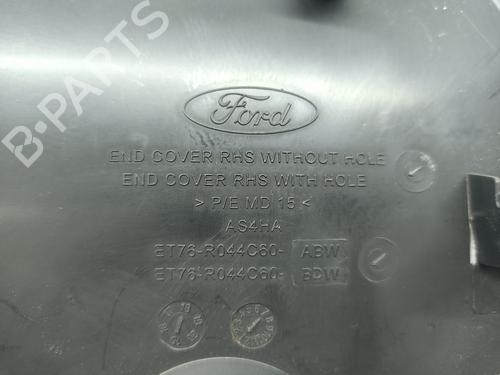 B-PARTS
Ford
END COVER RHS WITHOUT HOLE
END COVER RHS WITH HOLE
> P/E MD 15 <
AS4HA
ET76-R044C60- ABW
ET76-R044C60- BDW